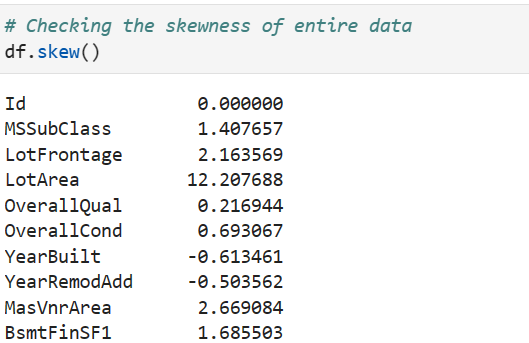 # Checking the skewness of entire data
df.skew()
Id 0.000000
MSSubClass 1.407657
LotFrontage 2.163569
LotArea 12.207688
OverallQual 0.216944
OverallCond 0.693067
YearBuilt -0.613461
YearRemodAdd -0.503562
MasVnrArea 2.669084
BsmtFinSF1 1.685503